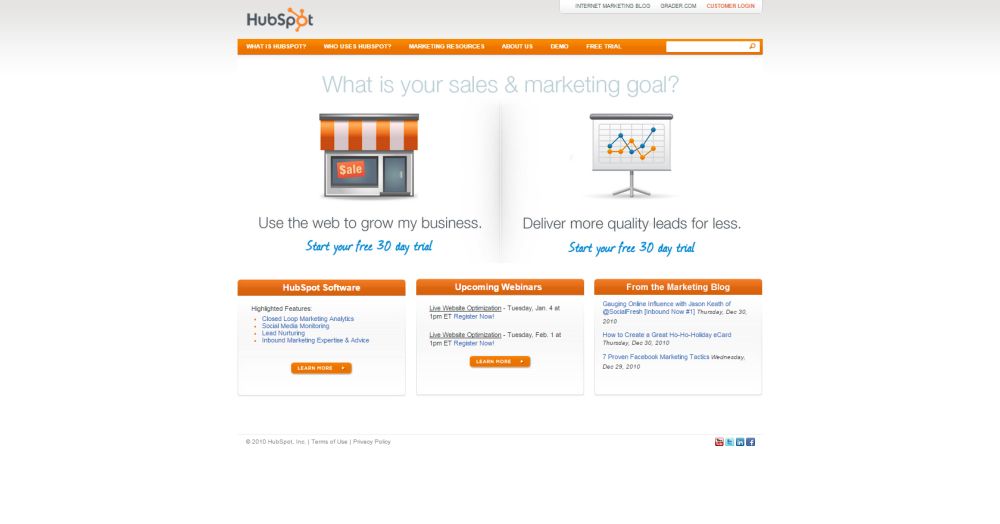 HubSpot
INTERNET MARKETING BLOG GRADER.COM CUSTOMER LOGIN
WHAT IS HUBSPOT? WHO USES HUBSPOT? MARKETING RESOURCES ABOUT US DEMO FREE TRIAL
What is your sales & marketing goal?
Sale
Use the web to grow my business.
Start your free 30 day trial
Deliver more quality leads for less.
Start your free 30 day trial
HubSpot Software
Highlighted Features:
Closed Loop Marketing Analytics
Social Media Monitoring
Lead Nurturing
Inbound Marketing Expertise & Advice
LEARN MORE
Upcoming Webinars
Live Website Optimization - Tuesday, Jan. 4 at
1pm ET Register Now!
Live Website Optimization - Tuesday, Feb. 1 at
1pm ET Register Now!
LEARN MORE
From the Marketing Blog
Gauging Online Influence with Jason Keath of
@SocialFresh [Inbound Now #1] Thursday, Dec 30,
2010
How to Create a Great Ho-Ho-Holiday eCard
Thursday, Dec 30, 2010
7 Proven Facebook Marketing Tactics Wednesday,
Dec 29, 2010
© 2010 HubSpot, Inc. | Terms of Use | Privacy Policy